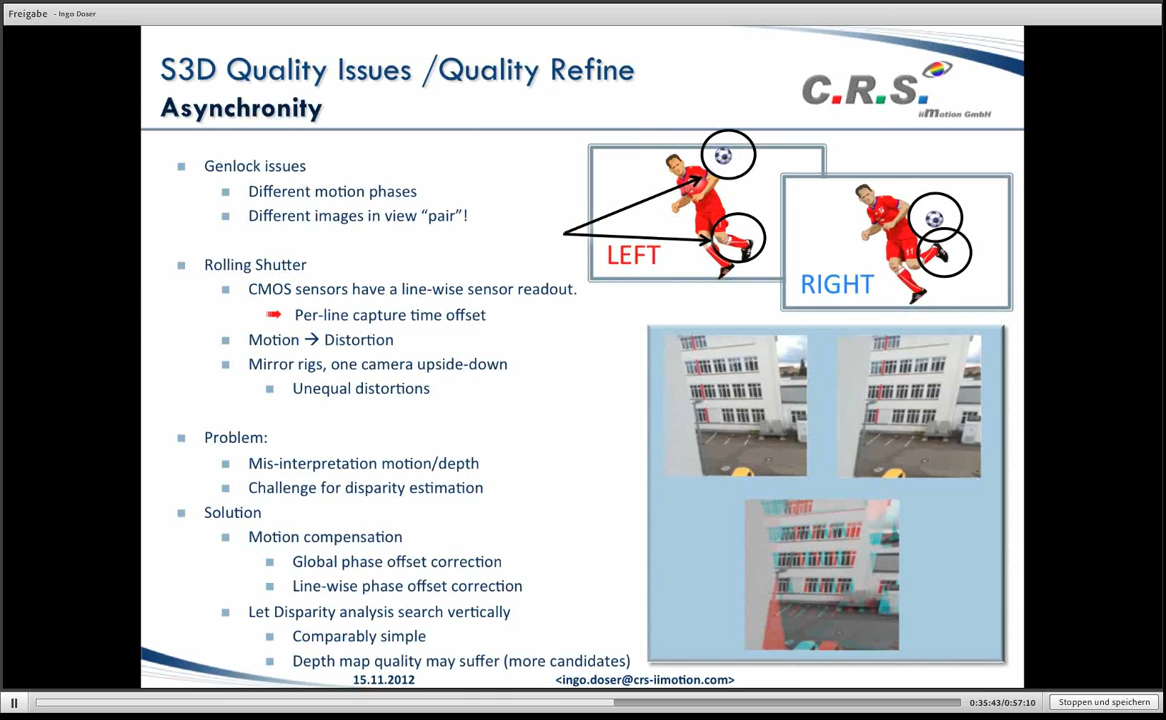 Freigabe - Ingo Doser
S3D Quality Issues /Quality Refine
Asynchronity
C.R.S.
iiMotion GmbH
Genlock issues
Different motion phases
Different images in view “pair”!
Rolling Shutter
CMOS sensors have a line-wise sensor readout.
Per-line capture time offset
Motion → Distortion
Mirror rigs, one camera upside-down
Unequal distortions
Problem:
Mis-interpretation motion/depth
Challenge for disparity estimation
Solution
Motion compensation
Global phase offset correction
Line-wise phase offset correction
Let Disparity analysis search vertically
Comparably simple
Depth map quality may suffer (more candidates)
LEFT
RIGHT
15.11.2012
<ingo.doser@crs-iimotion.com>
0:35:43/0:57:10
Stoppen und speichern